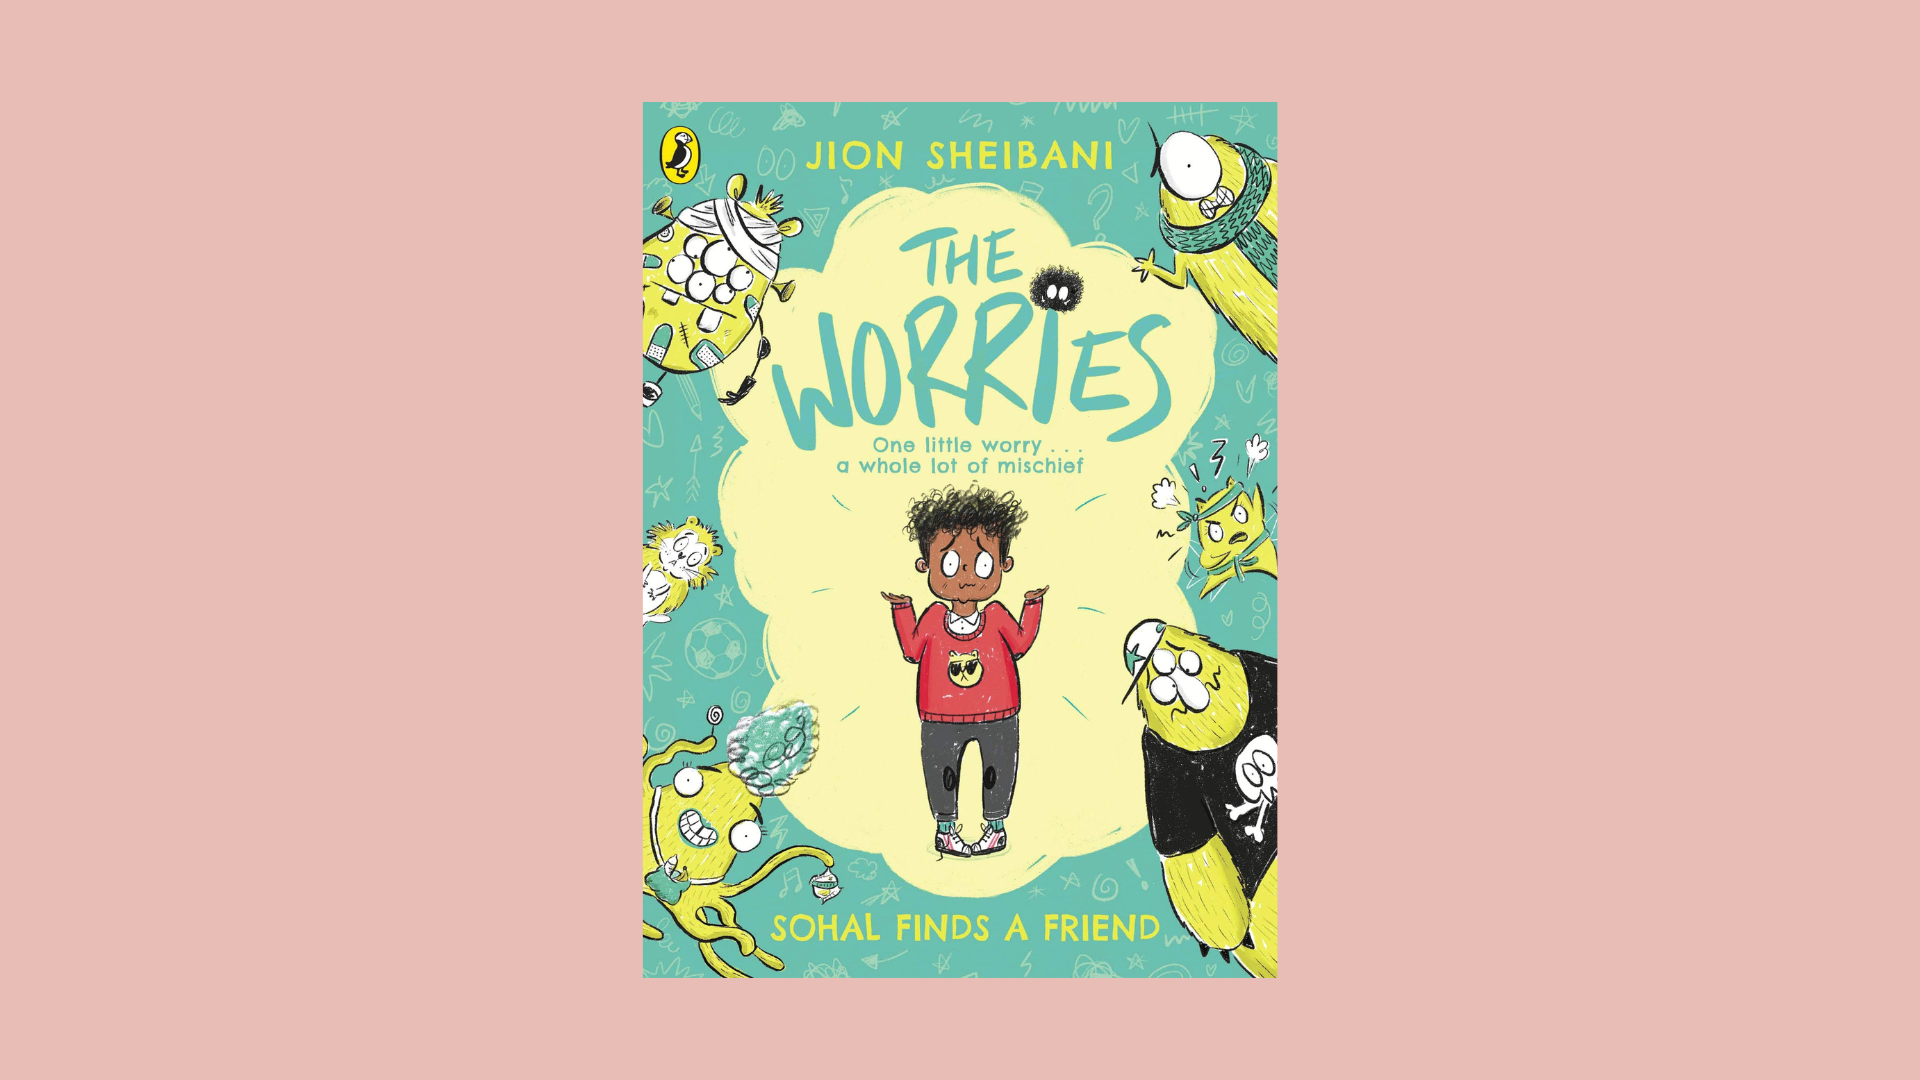 JION SHEIBANI
THE
WORRIES
One little worry . . .
a whole lot of mischief
SOHAL FINDS A FRIEND